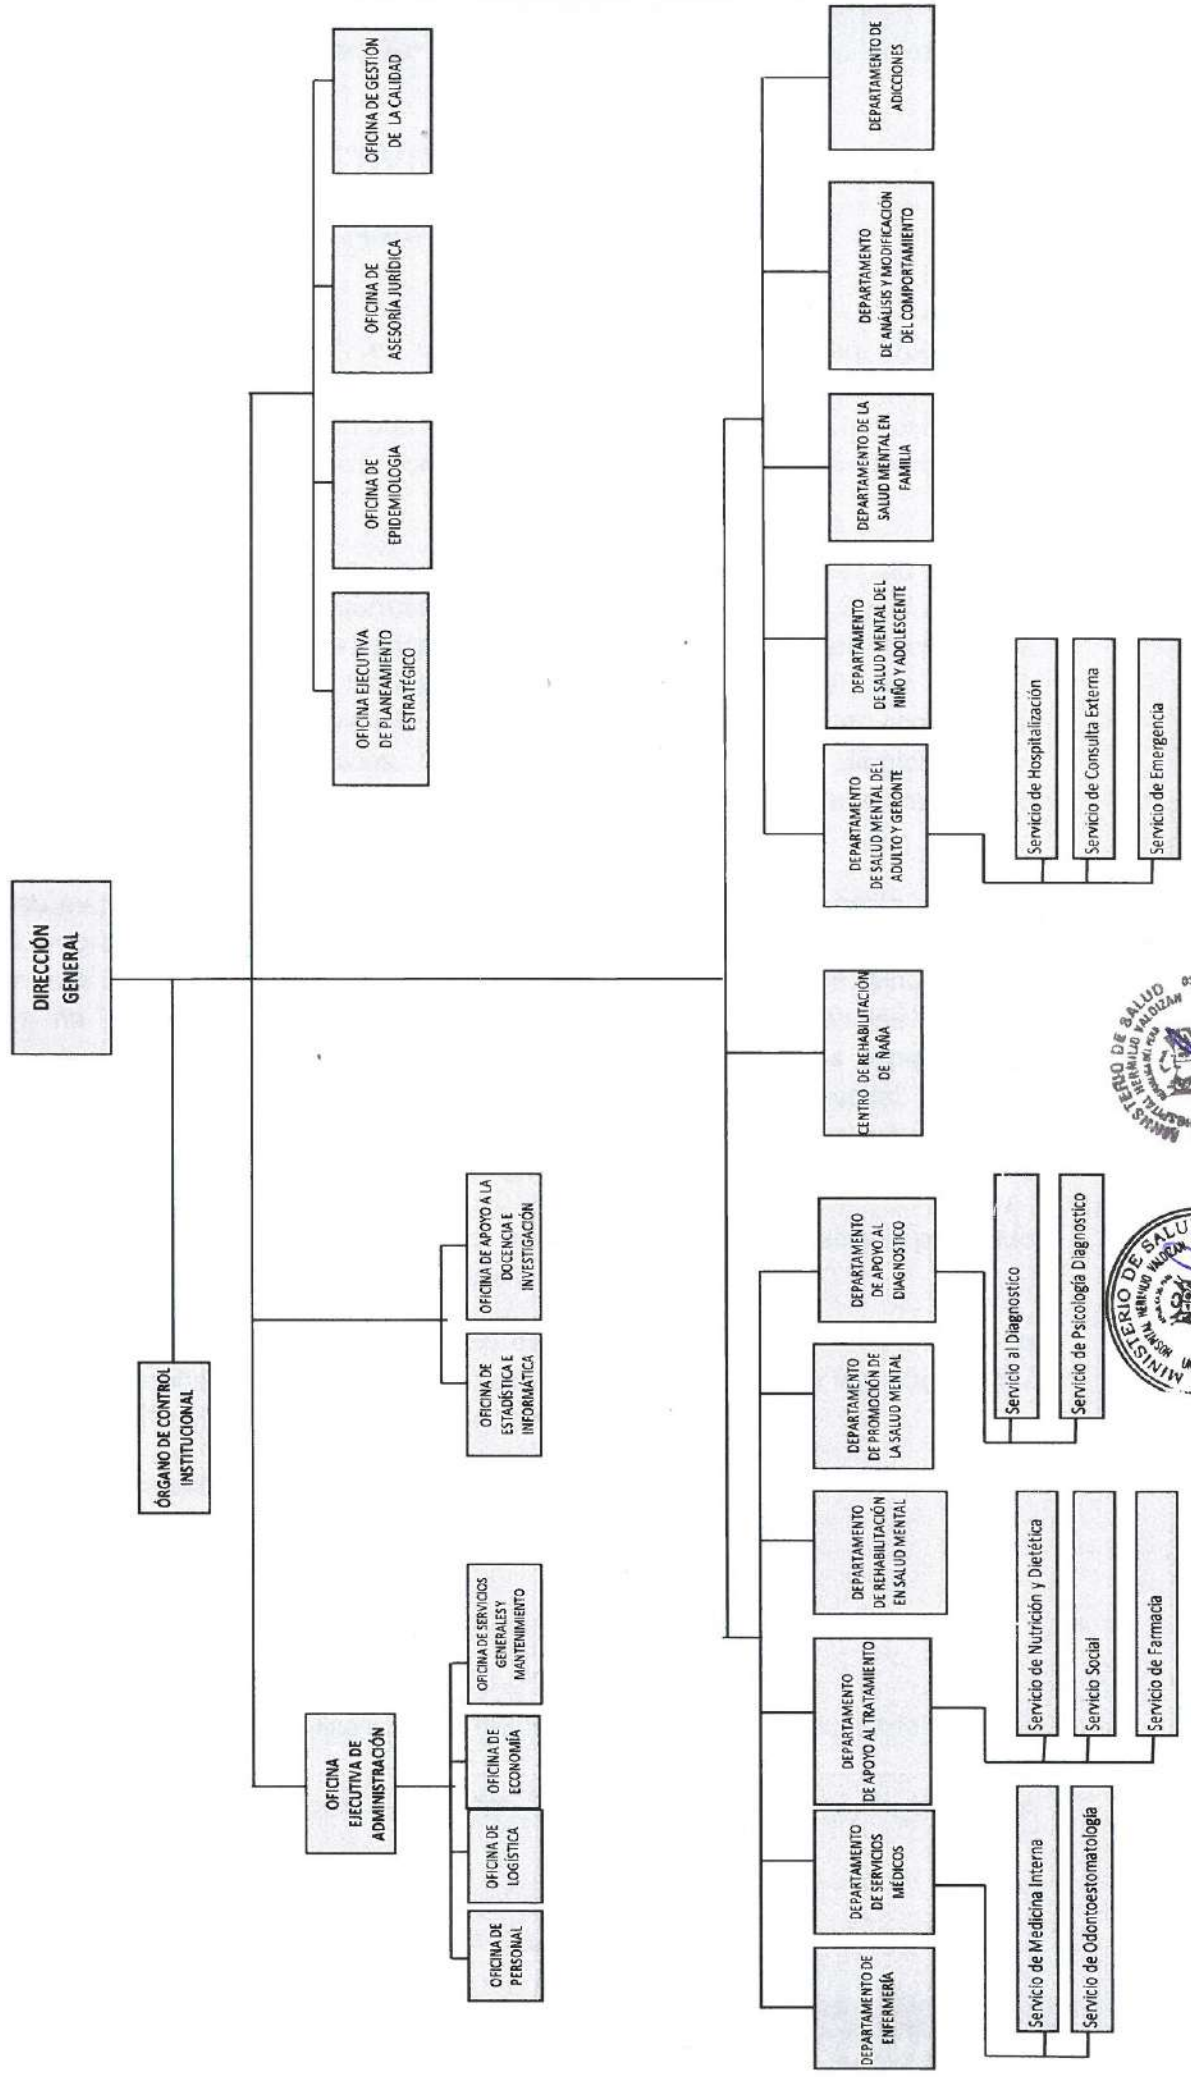 DIRECCIÓN
GENERAL
ÓRGANO DE CONTROL
INSTITUCIONAL
OFICINA
EJECUTIVA DE
ADMINISTRACIÓN
OFICINA DE
PERSONAL
OFICINA DE
LOGÍSTICA
OFICINA DE
ECONOMÍA
OFICINA DE SERVICIOS
GENERALES Y
MANTENIMIENTO
OFICINA DE
ESTADÍSTICA E
INFORMÁTICA
OFICINA DE APOYO A LA
DOCENCIA E
INVESTIGACIÓN
OFICINA EJECUTIVA
DE PLANEAMIENTO
ESTRATÉGICO
OFICINA DE
EPIDEMIOLOGIA
OFICINA DE
ASESORÍA JURÍDICA
OFICINA DE GESTIÓN
DE LA CALIDAD
DEPARTAMENTO DE
ENFERMERÍA
DEPARTAMENTO
DE SERVICIOS
MÉDICOS
Servicio de Medicina Interna
Servicio de Odontoestomatología
DEPARTAMENTO
DE APOYO AL TRATAMIENTO
Servicio de Nutrición y Dietética
Servicio Social
Servicio de Farmacia
DEPARTAMENTO
DE REHABILITACIÓN
EN SALUD MENTAL
DEPARTAMENTO
DE PROMOCIÓN DE
LA SALUD MENTAL
DEPARTAMENTO
DE APOYO AL
DIAGNOSTICO
Servicio al Diagnostico
Servicio de Psicología Diagnostico
CENTRO DE REHABILITACIÓN
DE ÑAÑA
DEPARTAMENTO
DE SALUD MENTAL DEL
ADULTO Y GERONTE
Servicio de Hospitalización
Servicio de Consulta Externa
Servicio de Emergencia
DEPARTAMENTO
DE SALUD MENTAL DEL
NIÑO Y ADOLESCENTE
DEPARTAMENTO DE LA
SALUD MENTAL EN
FAMILIA
DEPARTAMENTO
DE ANÁLISIS Y MODIFICACIÓN
DEL COMPORTAMIENTO
DEPARTAMENTO DE
ADICCIONES
MINISTERIO DE SALUD
HOSPITAL HERMILIO VALDIZAN
MINISTERIO DE SALUD
HOSPITAL HERMILIO VALDIZAN